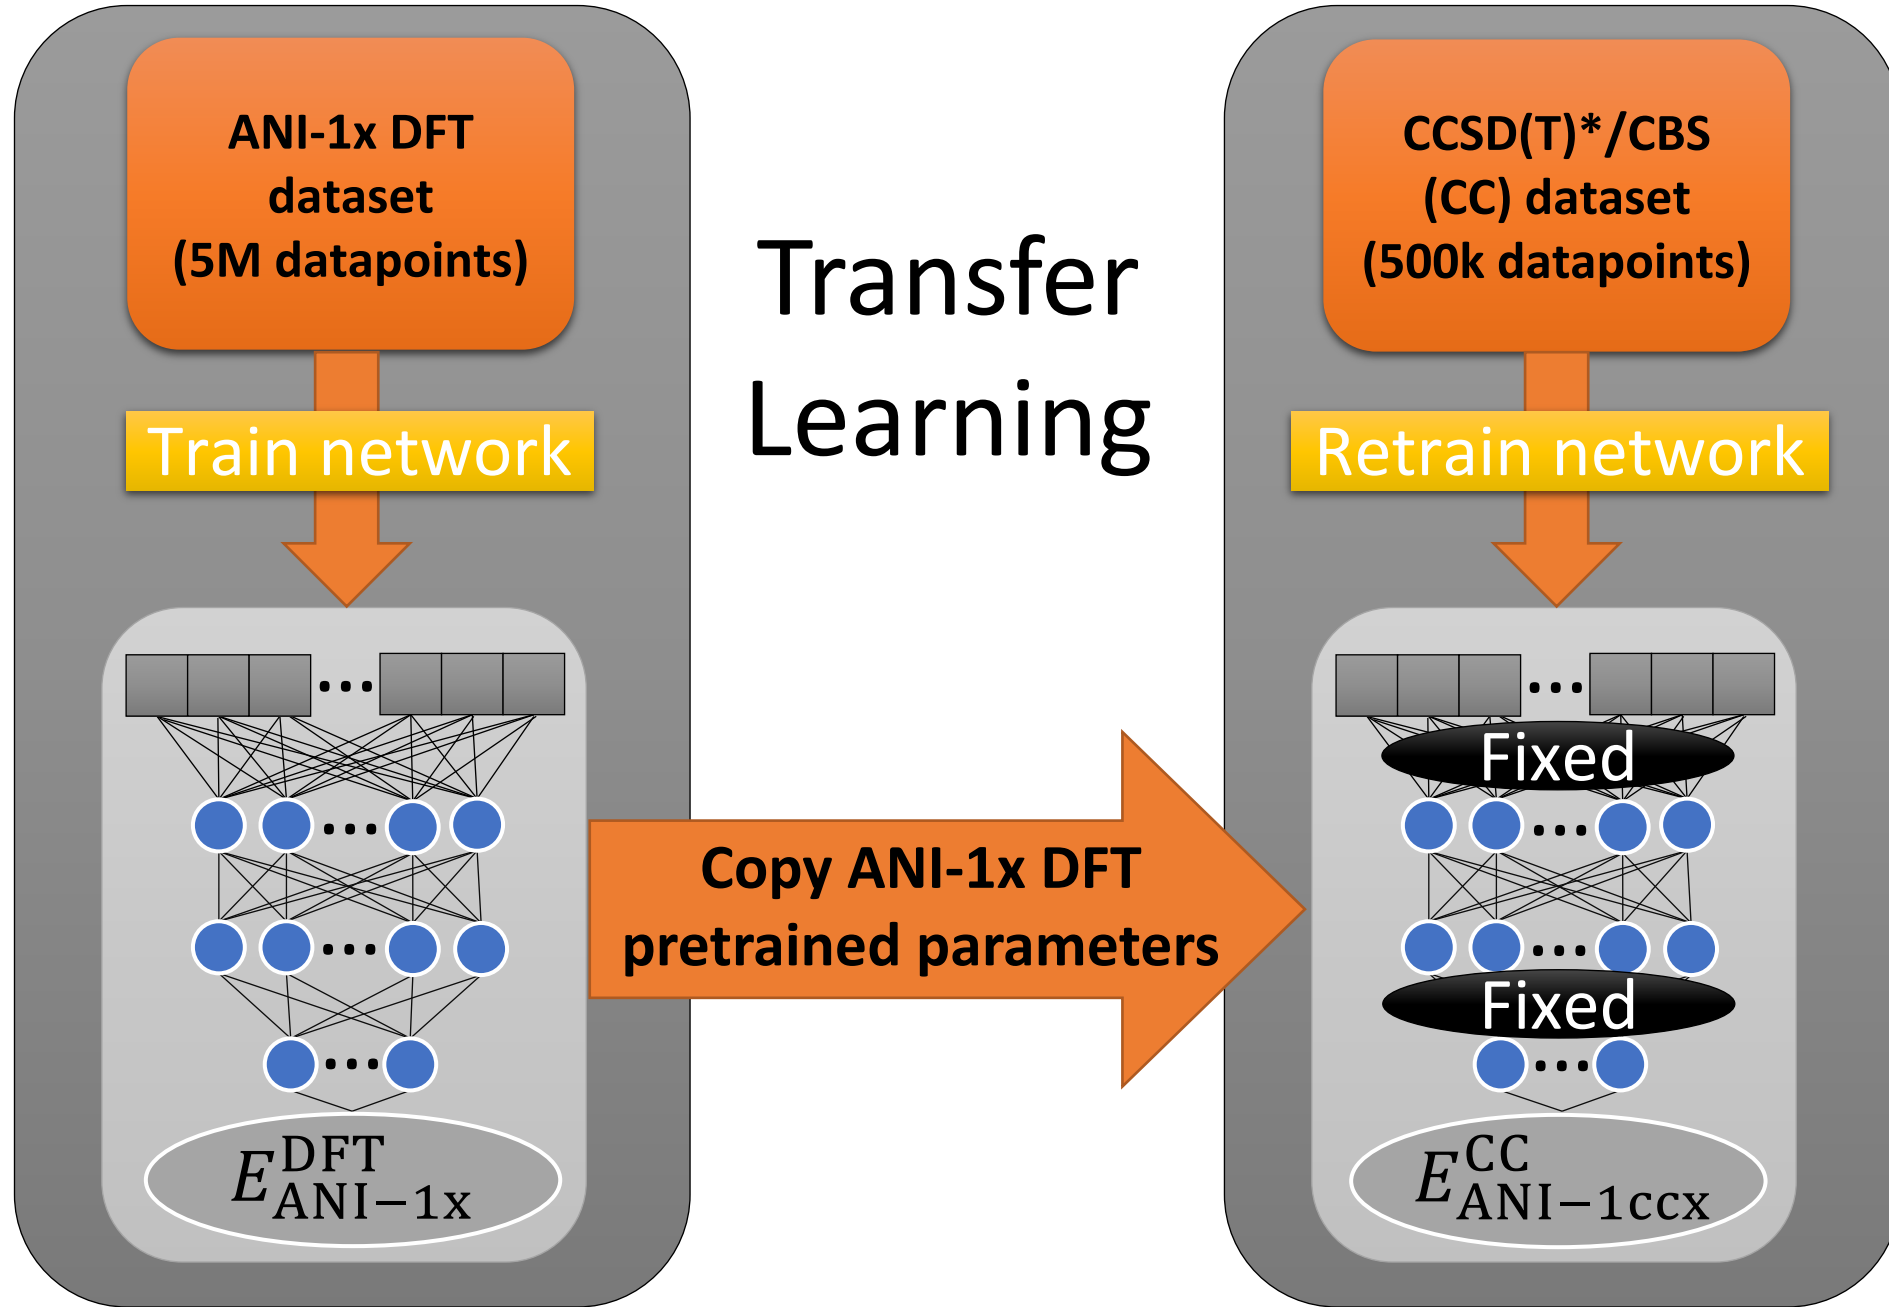 ANI-1x DFT
dataset
(5M datapoints)
Train network
E^DFT_ANI−1x
Transfer
Learning
Copy ANI-1x DFT
pretrained parameters
CCSD(T)*/CBS
(CC) dataset
(500k datapoints)
Retrain network
Fixed
Fixed
E^CC_ANI−1ccx